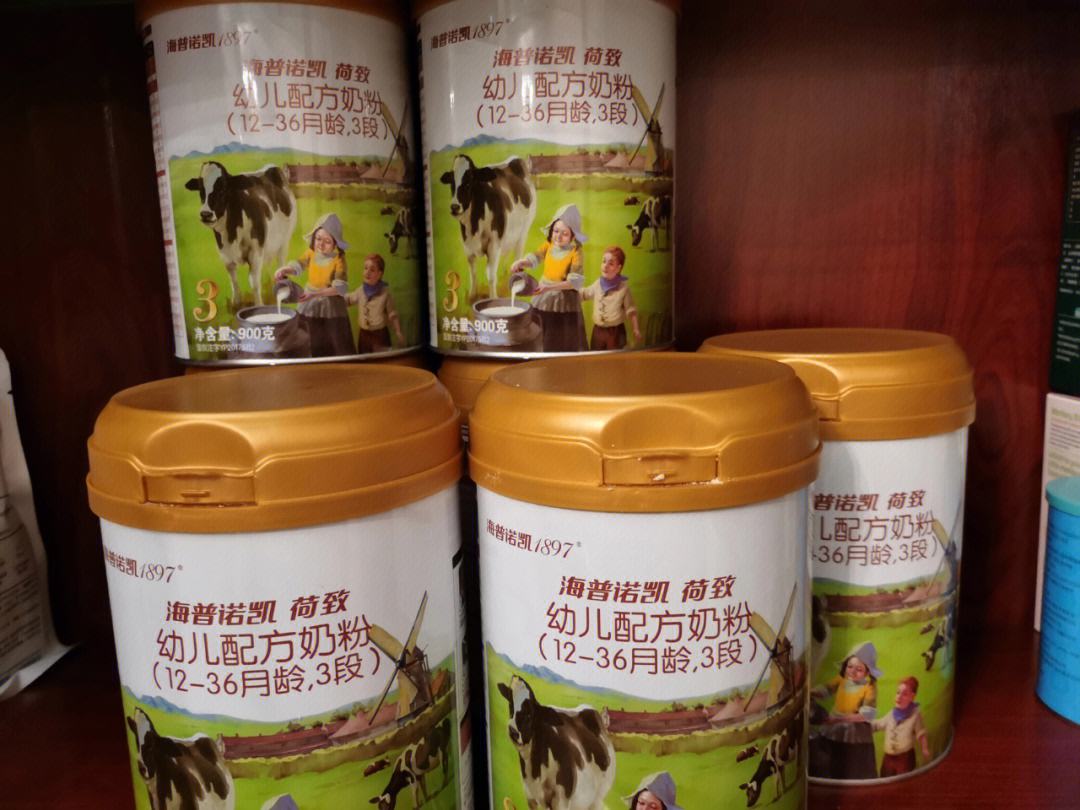 海普诺凯1897
海普诺凯 荷致
幼儿配方奶粉
(12-36月龄,3段)
3
净含量:900克
海普诺凯1897
海普诺凯 荷致
幼儿配方奶粉
(12-36月龄,3段)
3
净含量:900克
海普诺凯1897
海普诺凯 荷致
幼儿配方奶粉
(12-36月龄,3段)
海普诺凯1897
海普诺凯 荷致
幼儿配方奶粉
(12-36月龄,3段)
普诺凯 荷致
儿配方奶粉
-36月龄,3段)